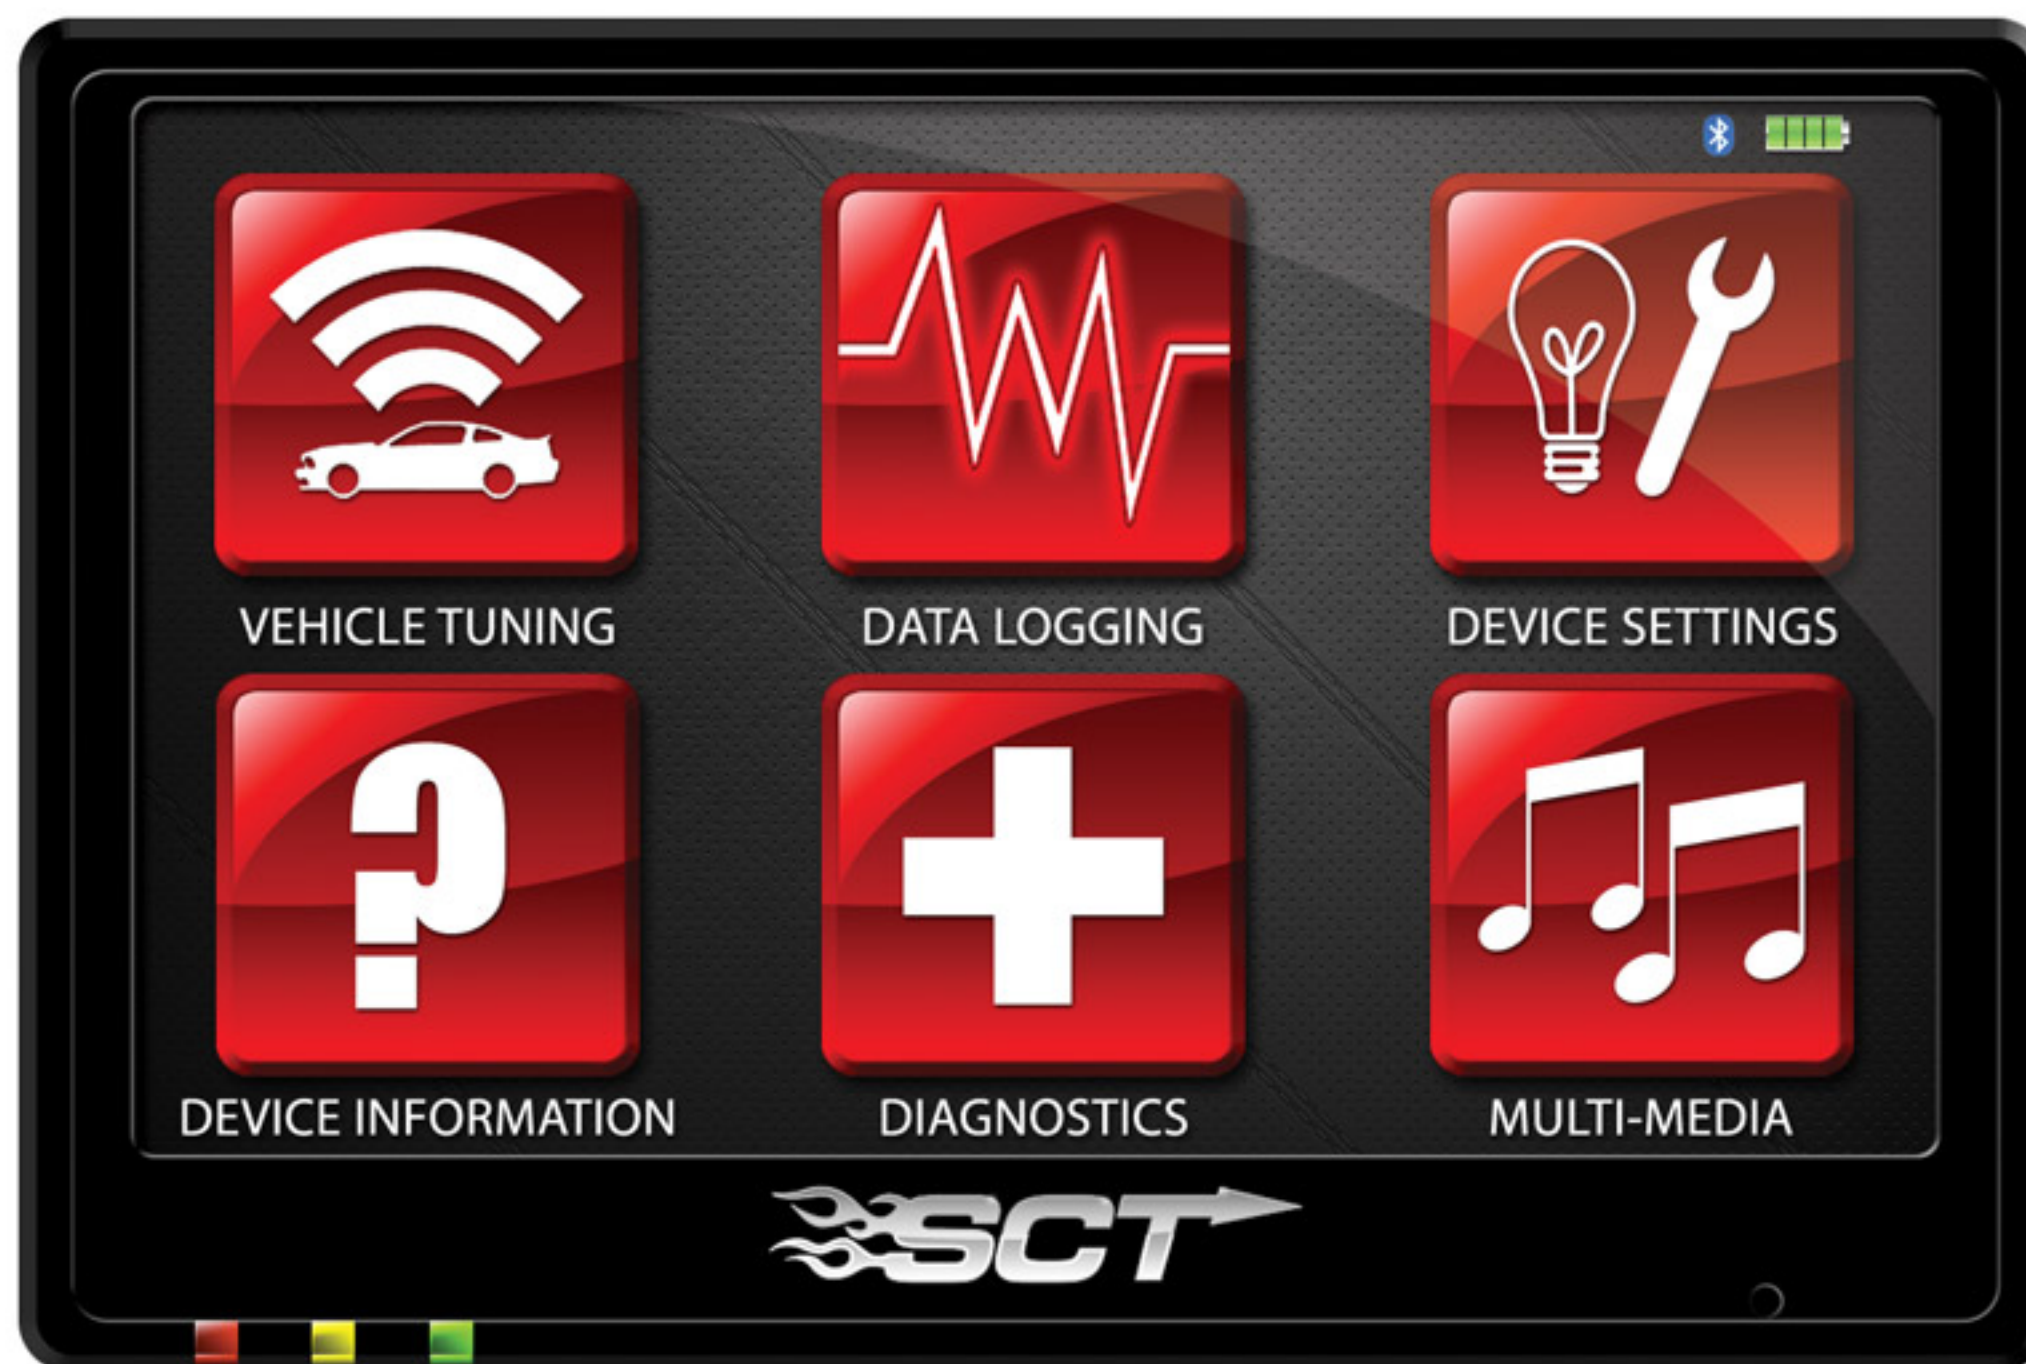 VEHICLE TUNING
DATA LOGGING
DEVICE SETTINGS
?
DEVICE INFORMATION
DIAGNOSTICS
MULTI-MEDIA
SCT